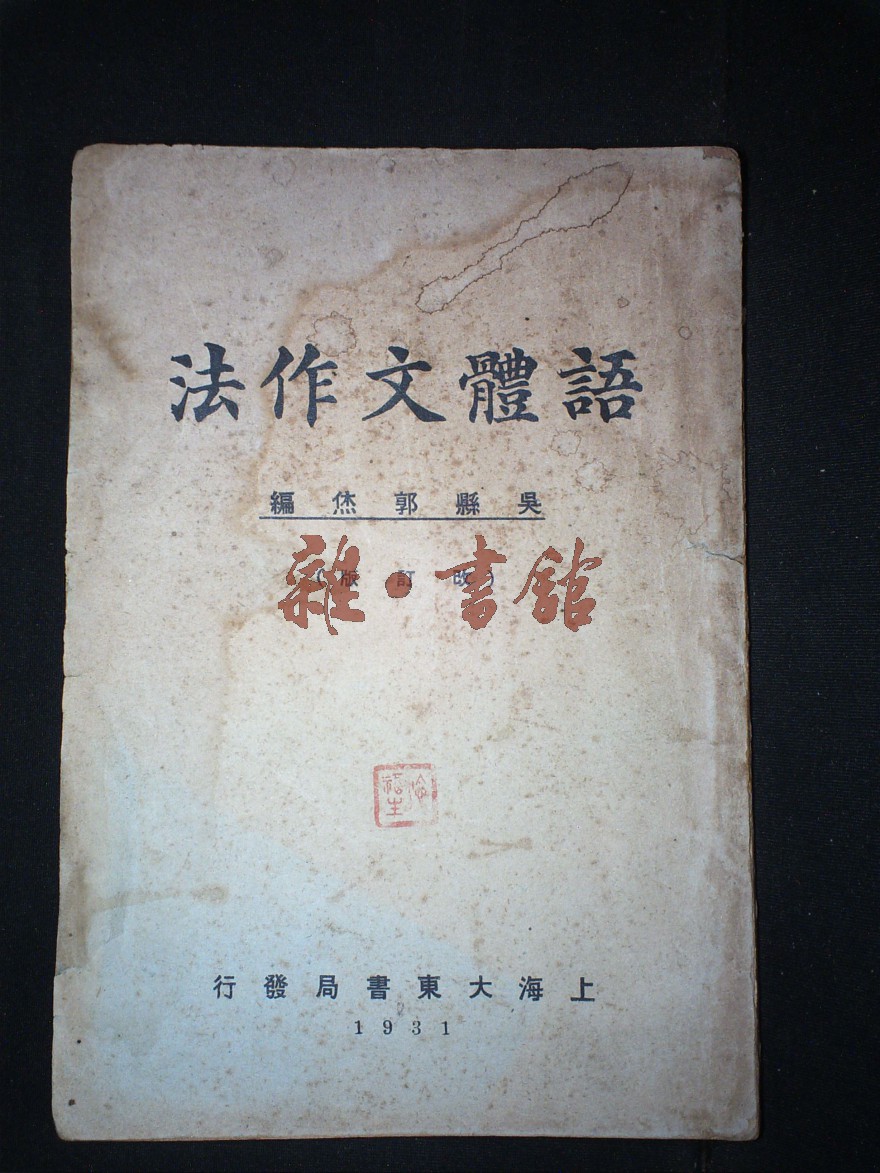 語體文作法
吳縣郭烋編
(改訂版)
雜·書館
上海大東書局發行
1931